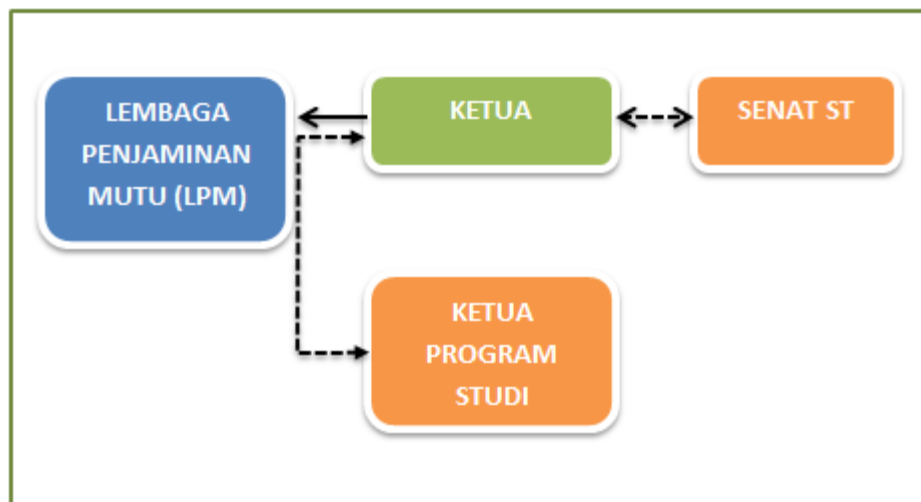 LEMBAGA
PENJAMINAN
MUTU (LPM)
KETUA
SENAT ST
KETUA
PROGRAM
STUDI